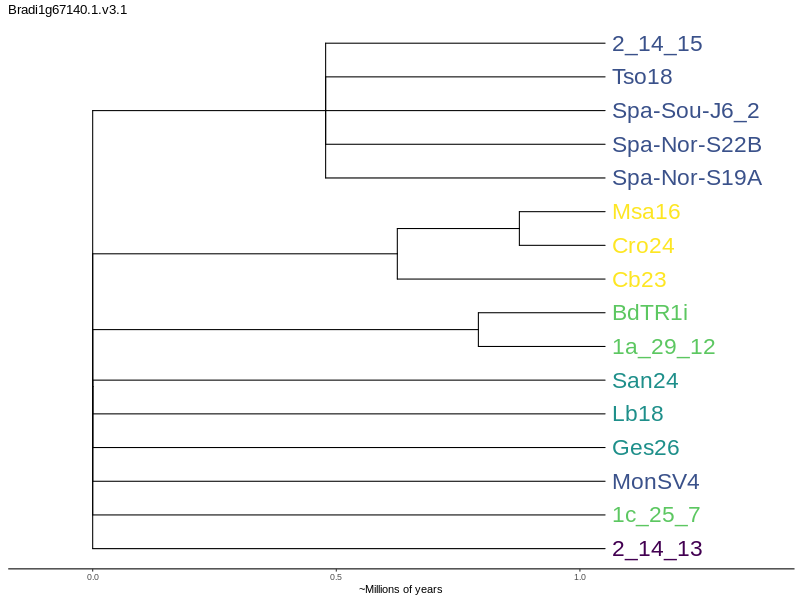 Bradi1g67140.1.v3.1
2_14_15
Tso18
Spa-Sou-J6_2
Spa-Nor-S22B
Spa-Nor-S19A
Msa16
Cro24
Cb23
BdTR1i
1a_29_12
San24
Lb18
Ges26
MonSV4
1c_25_7
2_14_13
0.0 0.5 1.0
~Millions of years